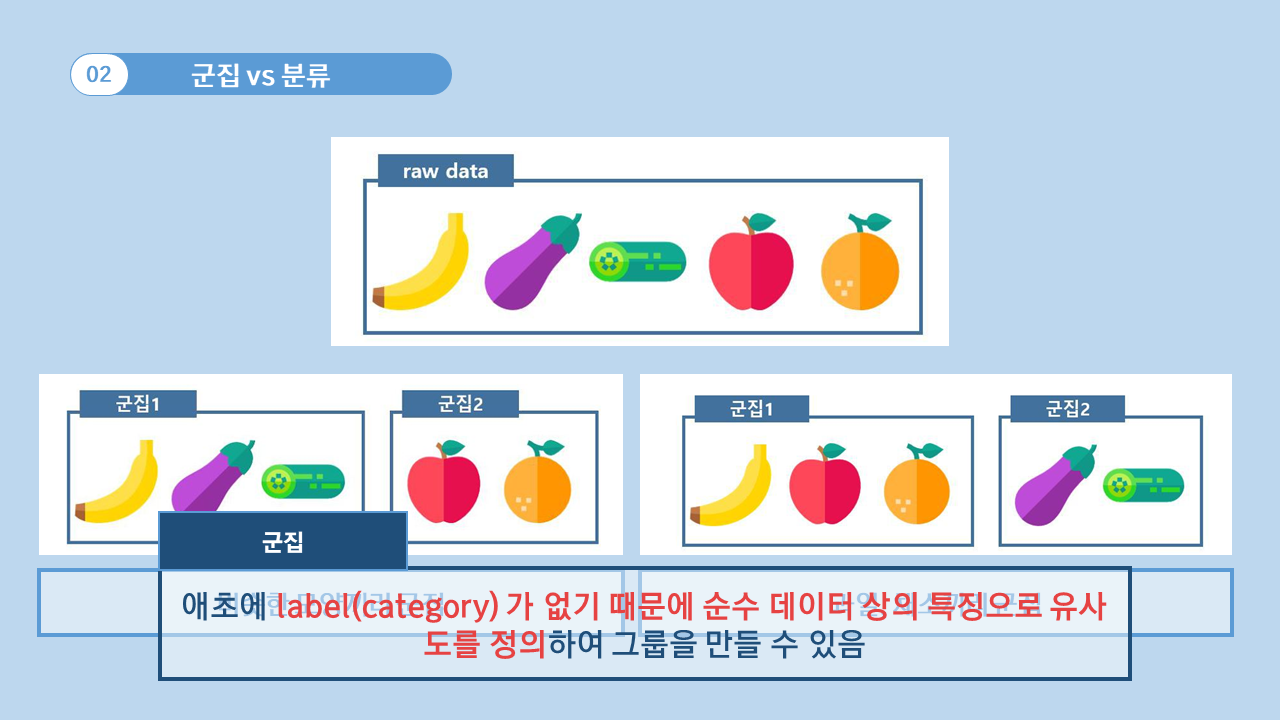 02
군집 vs 분류
raw data
군집1
군집2
군집1
군집2
군집
애초에 label(category) 가 없기 때문에 순수 데이터 상의 특징으로 유사
도를 정의하여 그룹을 만들 수 있음